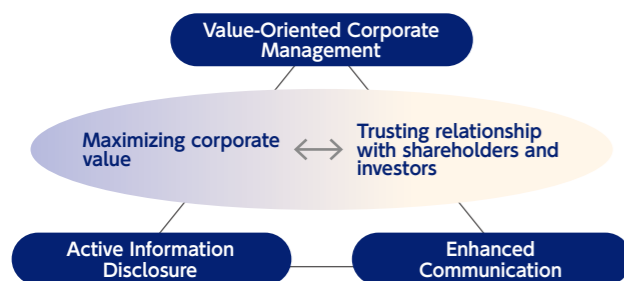 Value-Oriented Corporate
Management
Maximizing corporate
value
Trusting relationship
with shareholders and
investors
Active Information
Disclosure
Enhanced
Communication